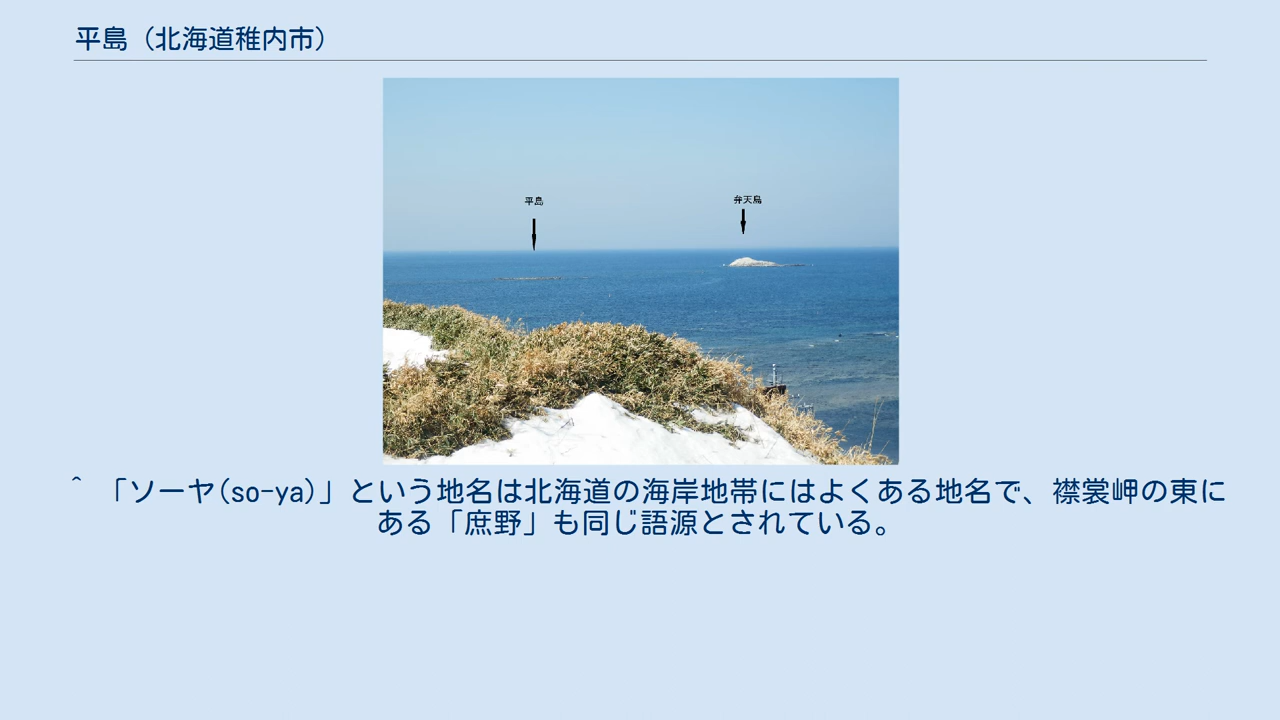 平島（北海道稚内市）
平島
弁天島
^ 「ソーヤ(so-ya)」という地名は北海道の海岸地帯にはよくある地名で、襟裳岬の東に
ある「庶野」も同じ語源とされている。